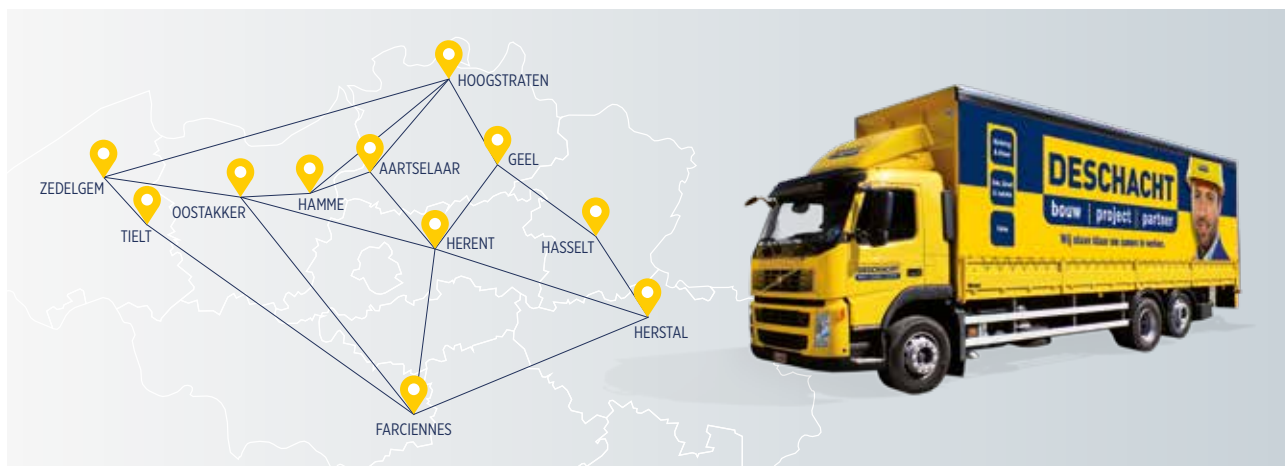 HOOGSTRATEN
GEEL
AARTSELAAR
ZEDELGEM
HAMME
OOSTAKKER
TIELT
HERENT
HASSELT
HERSTAL
FARCIENNES
DESCHACHT
bouw | project | partner
Wij staan klaar om samen te werken.
DESCHACHT